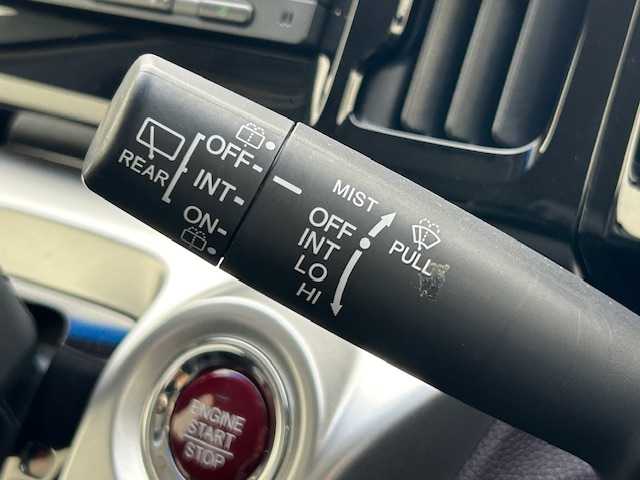 REAR
OFF
INT
ON
MIST
OFF
INT
LO
HI
PULL
ENGINE
START
STOP